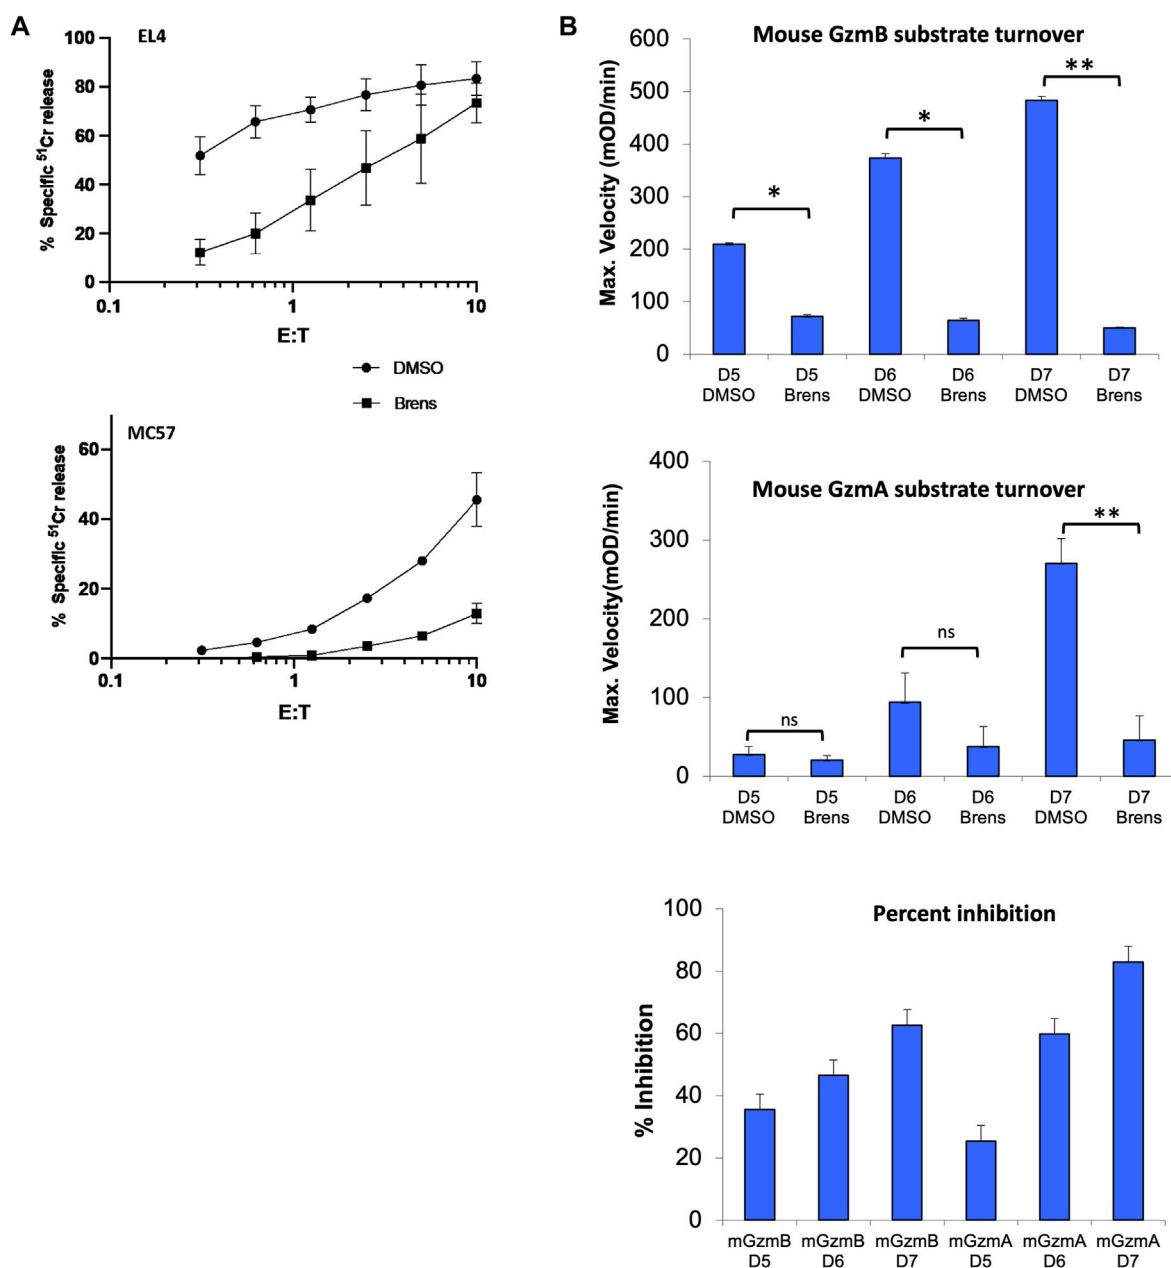 A
EL4
% Specific ⁵¹Cr release
100
80
60
40
20
0
0.1
1
10
E:T
DMSO
Brens
MC57
% Specific ⁵¹Cr release
60
40
20
0
0.1
1
10
E:T
B
Mouse GzmB substrate turnover
Max. Velocity (mOD/min)
600
500
400
300
200
100
0
*
*
**
D5 DMSO
D5 Brens
D6 DMSO
D6 Brens
D7 DMSO
D7 Brens
Mouse GzmA substrate turnover
Max. Velocity(mOD/min)
400
300
200
100
0
ns
ns
**
D5 DMSO
D5 Brens
D6 DMSO
D6 Brens
D7 DMSO
D7 Brens
Percent inhibition
% Inhibition
100
80
60
40
20
0
mGzmB D5
mGzmB D6
mGzmB D7
mGzmA D5
mGzmA D6
mGzmA D7